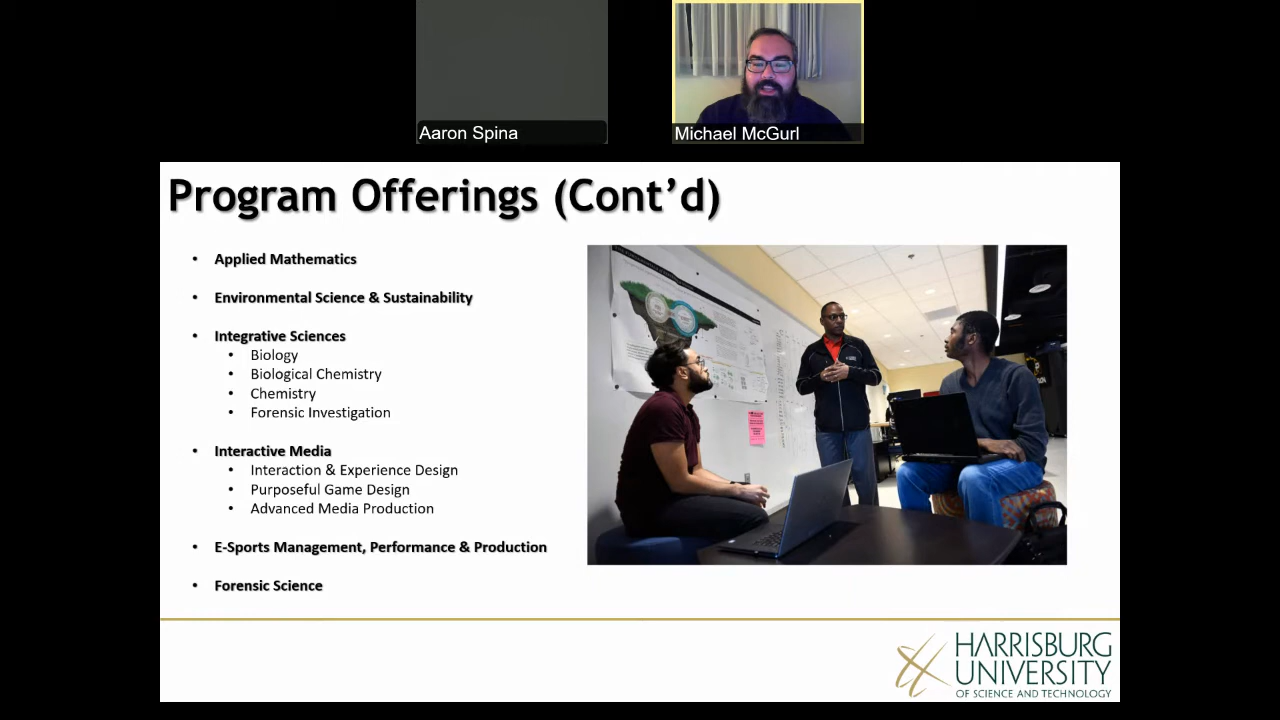 Aaron Spina
Michael McGurl
Program Offerings (Cont’d)
• Applied Mathematics
• Environmental Science & Sustainability
• Integrative Sciences
• Biology
• Biological Chemistry
• Chemistry
• Forensic Investigation
• Interactive Media
• Interaction & Experience Design
• Purposeful Game Design
• Advanced Media Production
• E-Sports Management, Performance & Production
• Forensic Science
HARRISBURG
UNIVERSITY
OF SCIENCE AND TECHNOLOGY